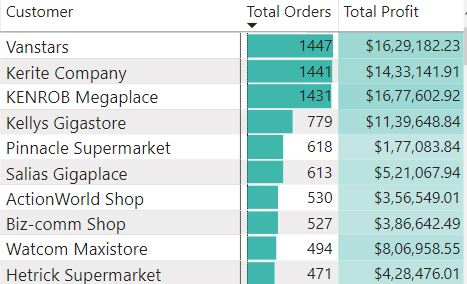 Customer Total Orders Total Profit
Vanstars 1447 $16,29,182.23
Kerite Company 1441 $14,33,141.91
KENROB Megaplace 1431 $16,77,602.92
Kellys Gigastore 779 $11,39,648.84
Pinnacle Supermarket 618 $1,77,083.84
Salias Gigaplace 613 $5,21,067.94
ActionWorld Shop 530 $3,56,549.01
Biz-comm Shop 527 $3,86,642.49
Watcom Maxistore 494 $8,06,958.55
Hetrick Supermarket 471 $4,28,476.01